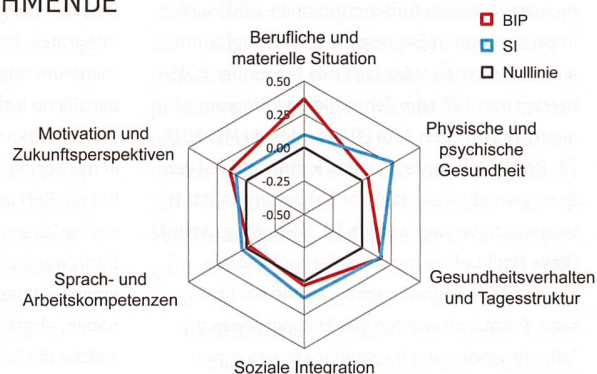 HMENDE
BIP
SI
Nulllinie
Berufliche und
materielle Situation
0.50
0.25
0.00
-0.25
-0.50
Motivation und
Zukunftsperspektiven
Physische und
psychische
Gesundheit
Sprach- und
Arbeitskompetenzen
Gesundheitsverhalten
und Tagesstruktur
Soziale Integration